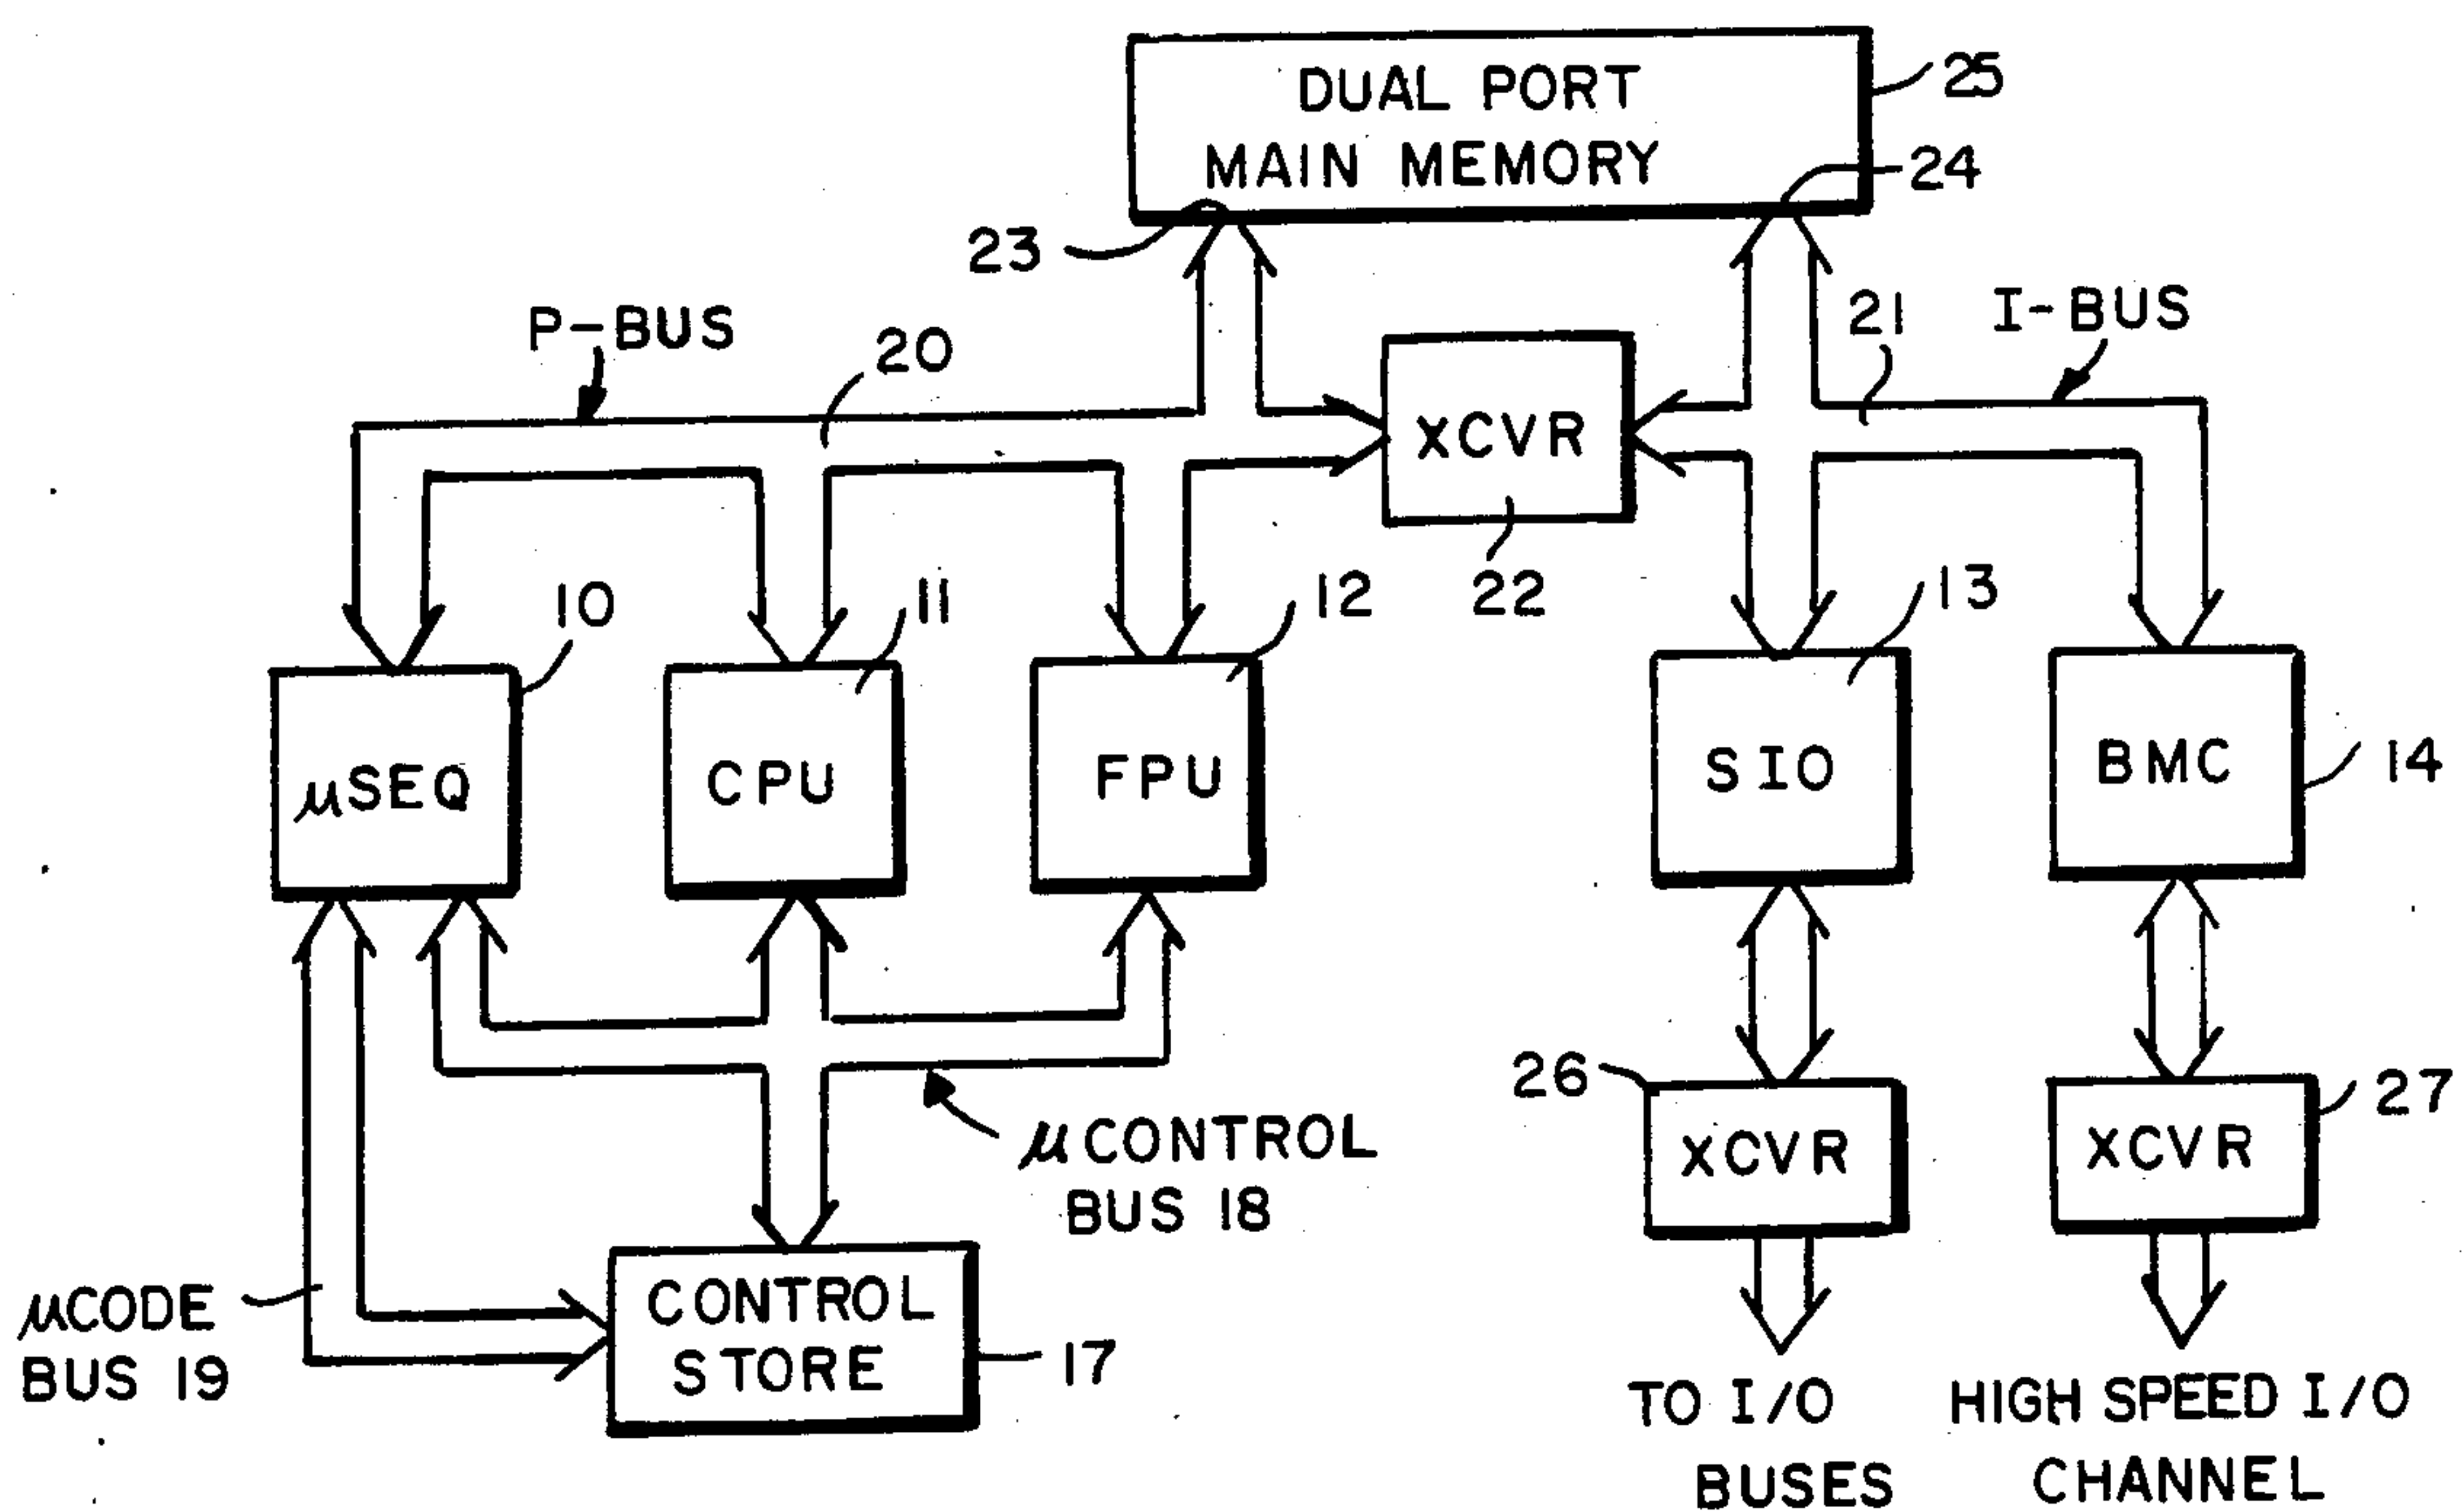 DUAL PORT
MAIN MEMORY
25
24
23
P-BUS
20
21
I-BUS
XCVR
22
10
11
12
13
14
μSEQ
CPU
FPU
SIO
BMC
μCONTROL
BUS 18
26
XCVR
27
XCVR
μCODE
BUS 19
CONTROL
STORE
17
TO I/O
BUSES
HIGH SPEED I/O
CHANNEL